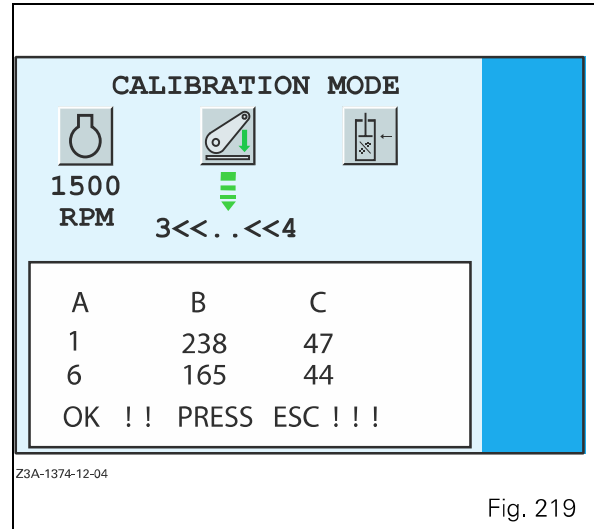 CALIBRATION MODE
1500
RPM
3<<..<<4
A B C
1 238 47
6 165 44
OK !! PRESS ESC !!!
Z3A-1374-12-04
Fig. 219